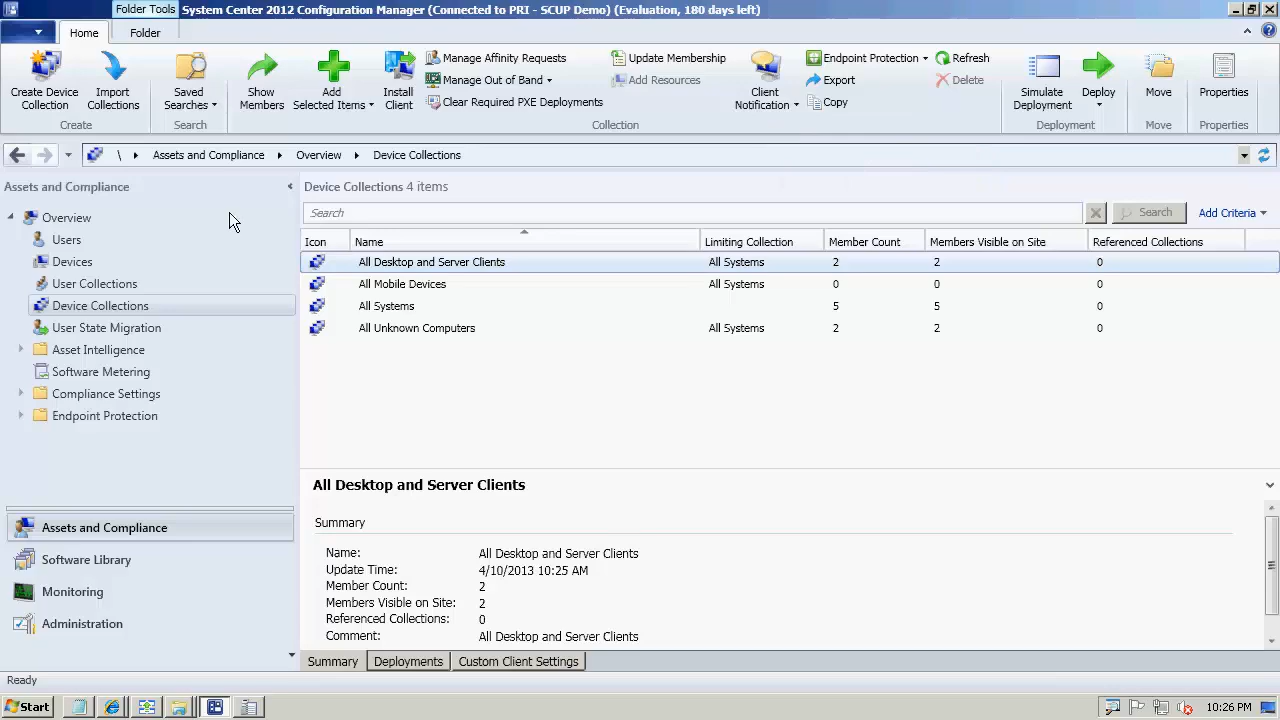 Folder Tools System Center 2012 Configuration Manager (Connected to PRI - SCUP Demo) (Evaluation, 180 days left)
Home Folder
Create Device Collection
Import Collections
Saved Searches
Show Members
Add Selected Items
Install Client
Manage Affinity Requests
Manage Out of Band
Clear Required PXE Deployments
Update Membership
Add Resources
Client Notification
Endpoint Protection
Export
Copy
Refresh
Delete
Simulate Deployment
Deploy
Move
Properties
Create Search Collection Deployment Move Properties
\ Assets and Compliance Overview Device Collections
Assets and Compliance
Overview
Users
Devices
User Collections
Device Collections
User State Migration
Asset Intelligence
Software Metering
Compliance Settings
Endpoint Protection
Assets and Compliance
Software Library
Monitoring
Administration
Device Collections 4 items
Search Search Add Criteria
Icon Name Limiting Collection Member Count Members Visible on Site Referenced Collections
All Desktop and Server Clients All Systems 2 2 0
All Mobile Devices All Systems 0 0 0
All Systems 5 5 0
All Unknown Computers All Systems 2 2 0
All Desktop and Server Clients
Summary
Name: All Desktop and Server Clients
Update Time: 4/10/2013 10:25 AM
Member Count: 2
Members Visible on Site: 2
Referenced Collections: 0
Comment: All Desktop and Server Clients
Summary Deployments Custom Client Settings
Ready
Start 10:26 PM